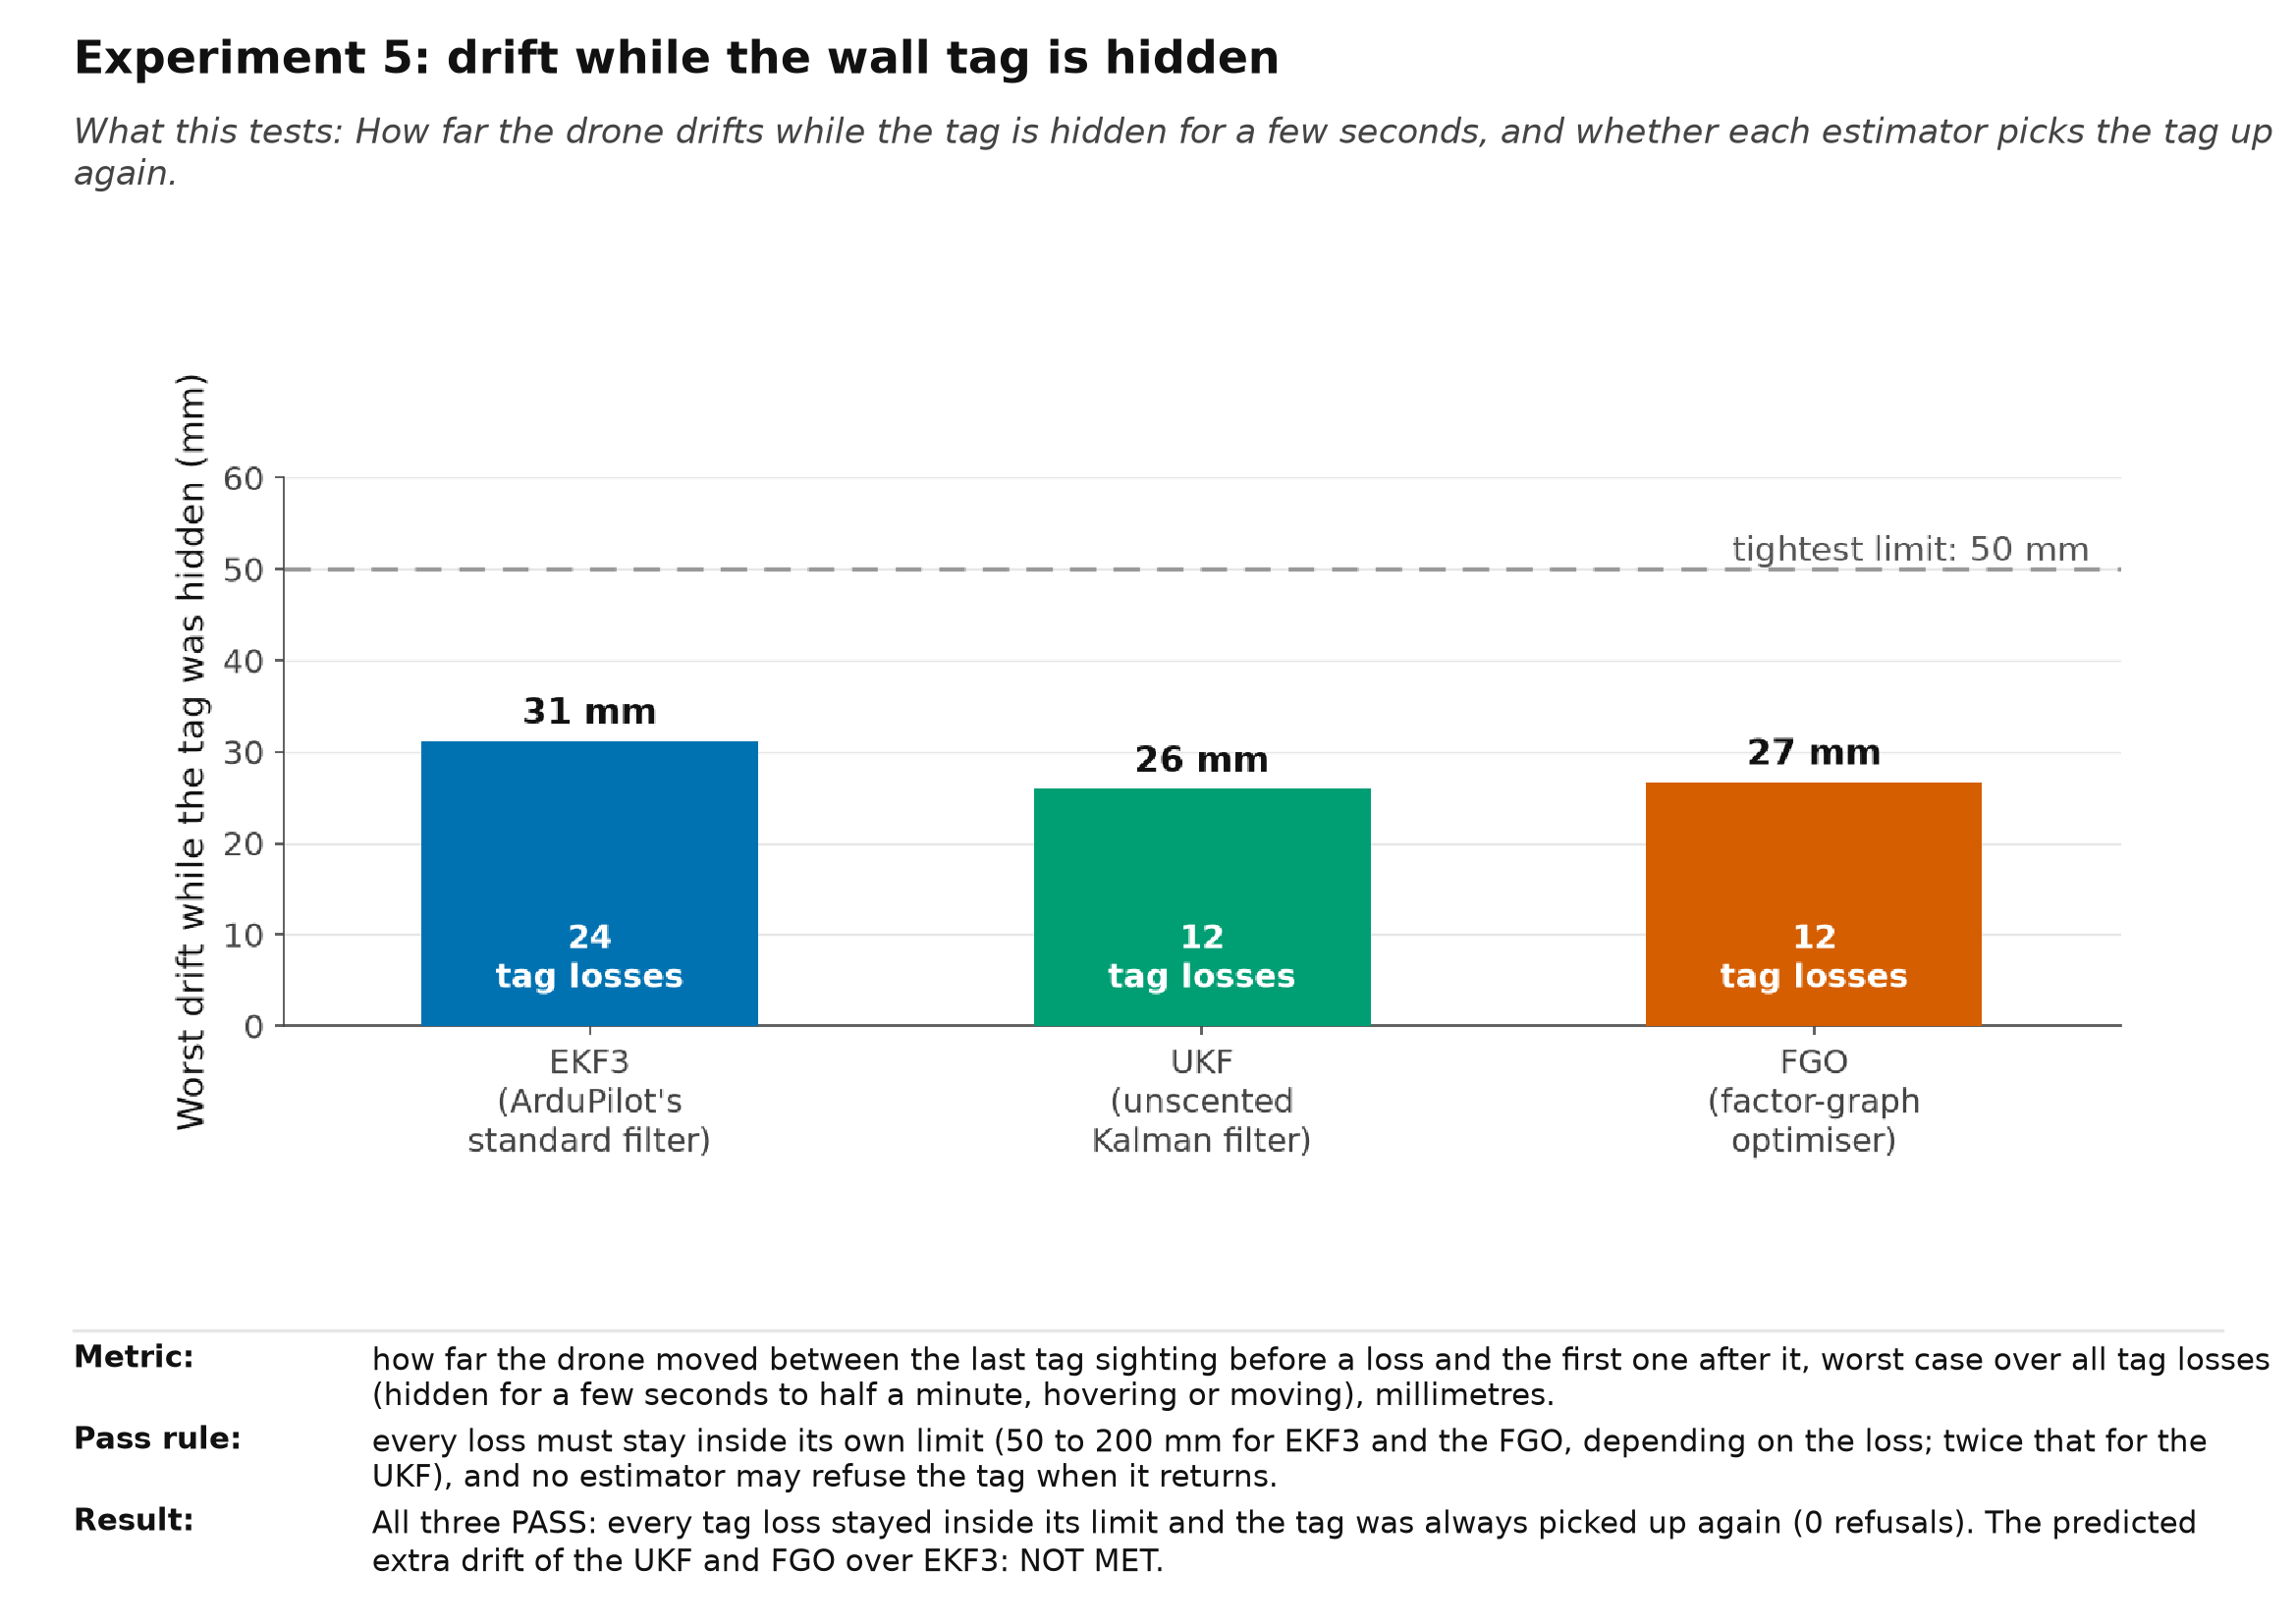 Experiment 5: drift while the wall tag is hidden
What this tests: How far the drone drifts while the tag is hidden for a few seconds, and whether each estimator picks the tag up
again.
Worst drift while the tag was hidden (mm)
60
50
40
30
20
10
0
tightest limit: 50 mm
31 mm
26 mm
27 mm
24
tag losses
12
tag losses
12
tag losses
EKF3
(ArduPilot's
standard filter)
UKF
(unscented
Kalman filter)
FGO
(factor-graph
optimiser)
Metric:
how far the drone moved between the last tag sighting before a loss and the first one after it, worst case over all tag losses
(hidden for a few seconds to half a minute, hovering or moving), millimetres.
Pass rule:
every loss must stay inside its own limit (50 to 200 mm for EKF3 and the FGO, depending on the loss; twice that for the
UKF), and no estimator may refuse the tag when it returns.
Result:
All three PASS: every tag loss stayed inside its limit and the tag was always picked up again (0 refusals). The predicted
extra drift of the UKF and FGO over EKF3: NOT MET.